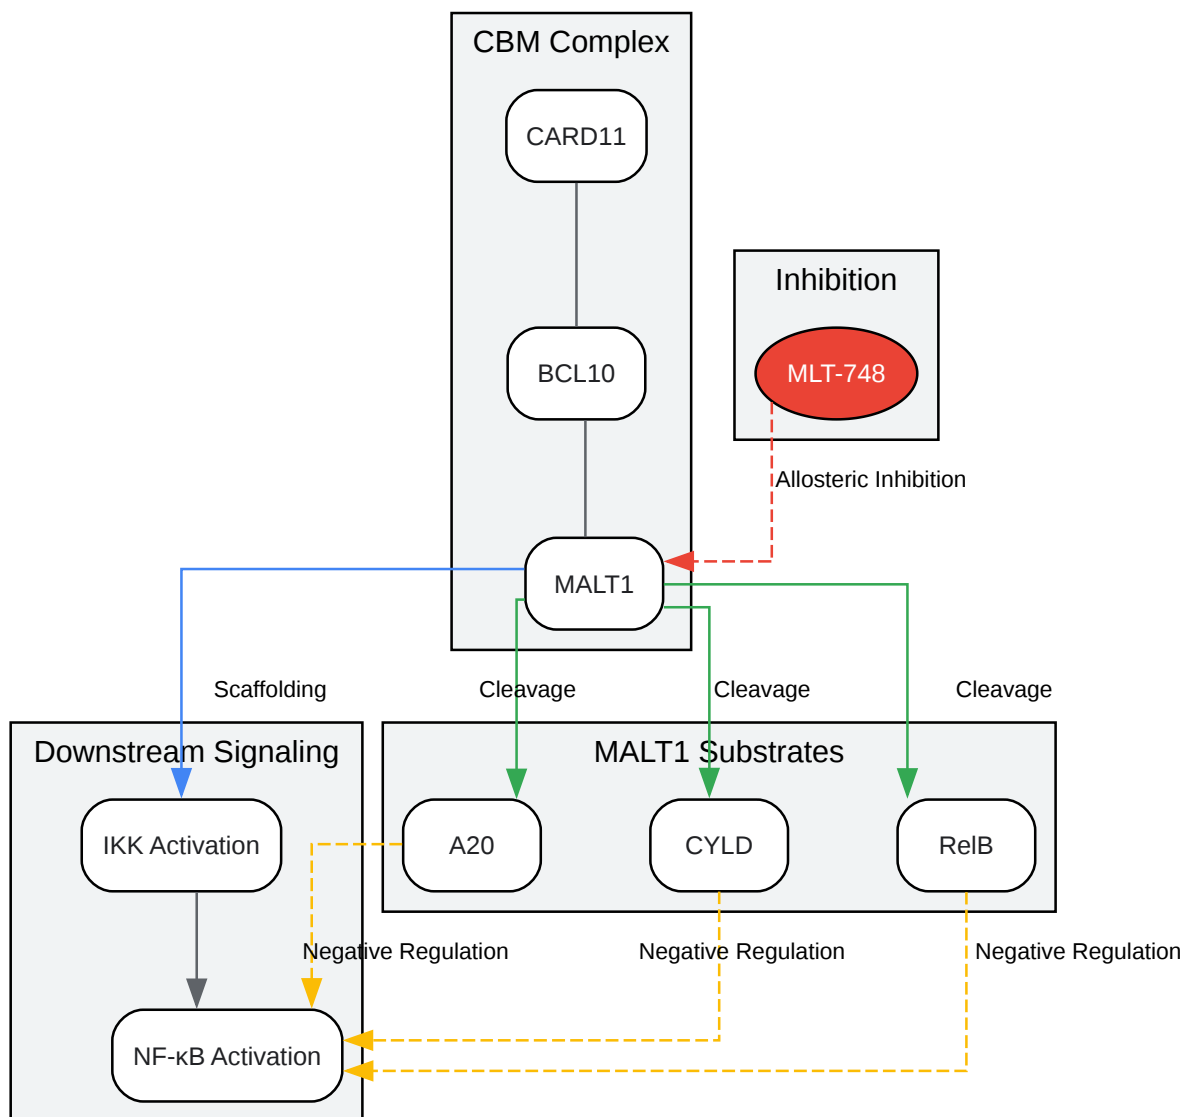 CBM Complex
CARD11
Inhibition
BCL10
MLT-748
Allosteric Inhibition
MALT1
Scaffolding
Cleavage
Cleavage
Cleavage
Downstream Signaling
MALT1 Substrates
IKK Activation
A20
CYLD
RelB
Negative Regulation
Negative Regulation
Negative Regulation
NF-κB Activation